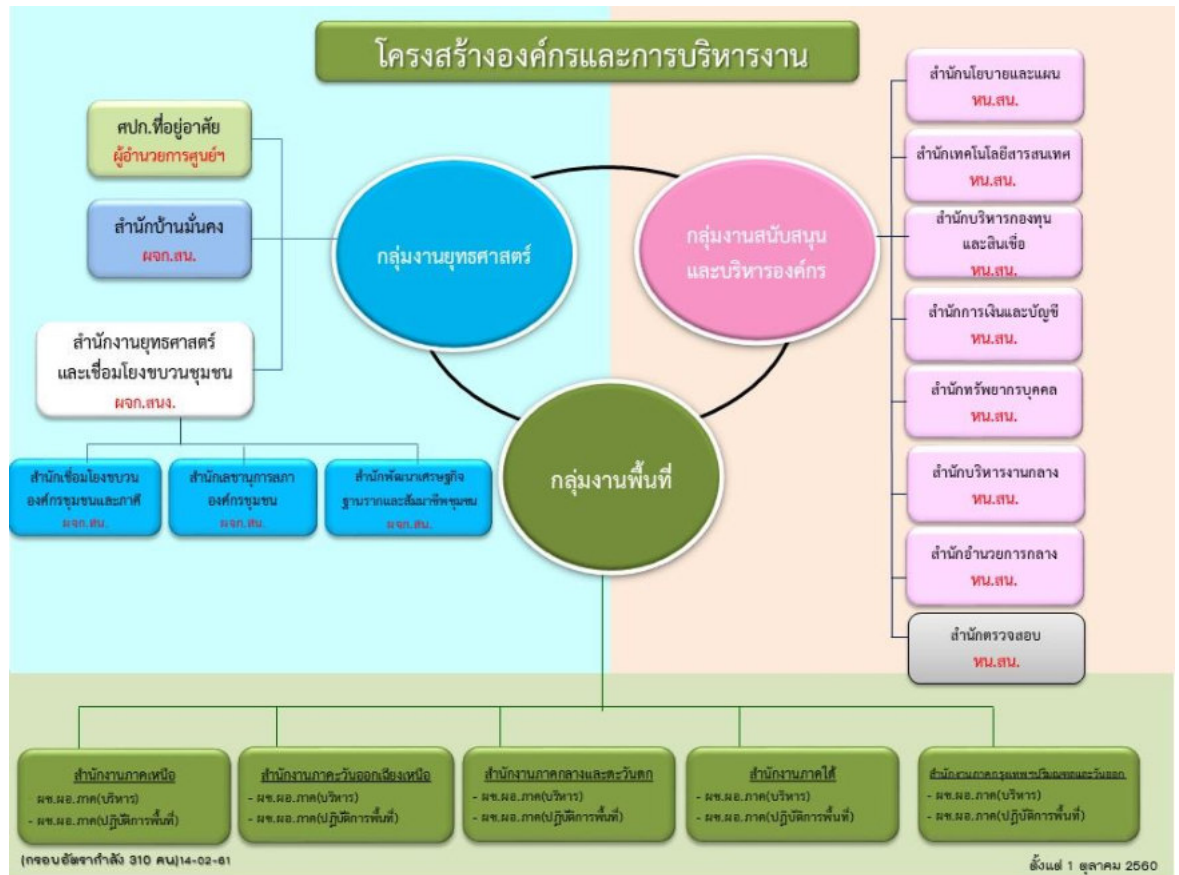 โครงสร้างองค์กรและการบริหารงาน
ศปก.ที่อยู่อาศัย
ผู้อำนวยการศูนย์ฯ
สำนักบ้านมั่นคง
ผจก.สน.
สำนักงานยุทธศาสตร์
และเชื่อมโยงขบวนชุมชน
ผจก.สนง.
สำนักเชื่อมโยงขบวน
องค์กรชุมชนและภาคี
ผจก.สน.
สำนักเลขานุการสภา
องค์กรชุมชน
ผจก.สน.
สำนักพัฒนาเศรษฐกิจ
ฐานรากและสัมมาชีพชุมชน
ผจก.สน.
กลุ่มงานยุทธศาสตร์
กลุ่มงานสนับสนุน
และบริหารองค์กร
กลุ่มงานพื้นที่
สำนักนโยบายและแผน
หน.สน.
สำนักเทคโนโลยีสารสนเทศ
หน.สน.
สำนักบริหารกองทุน
และสินเชื่อ
หน.สน.
สำนักการเงินและบัญชี
หน.สน.
สำนักทรัพยากรบุคคล
หน.สน.
สำนักบริหารงานกลาง
หน.สน.
สำนักอำนวยการกลาง
หน.สน.
สำนักตรวจสอบ
หน.สน.
สำนักงานภาคเหนือ
- ผช.ผอ.ภาค(บริหาร)
- ผช.ผอ.ภาค(ปฏิบัติการพื้นที่)
สำนักงานภาคะวันออกเฉียงเหนือ
- ผช.ผอ.ภาค(บริหาร)
- ผช.ผอ.ภาค(ปฏิบัติการพื้นที่)
สำนักงานภาคกลางและตะวันตก
- ผช.ผอ.ภาค(บริหาร)
- ผช.ผอ.ภาค(ปฏิบัติการพื้นที่)
สำนักงานภาคใต้
- ผช.ผอ.ภาค(บริหาร)
- ผช.ผอ.ภาค(ปฏิบัติการพื้นที่)
สำนักงานภาคกรุงเทพฯปริมณฑลและวันออก
- ผช.ผอ.ภาค(บริหาร)
- ผช.ผอ.ภาค(ปฏิบัติการพื้นที่)
(กรอบอัตรากำลัง 310 คน)14-02-61
ตั้งแต่ 1 ตุลาคม 2560